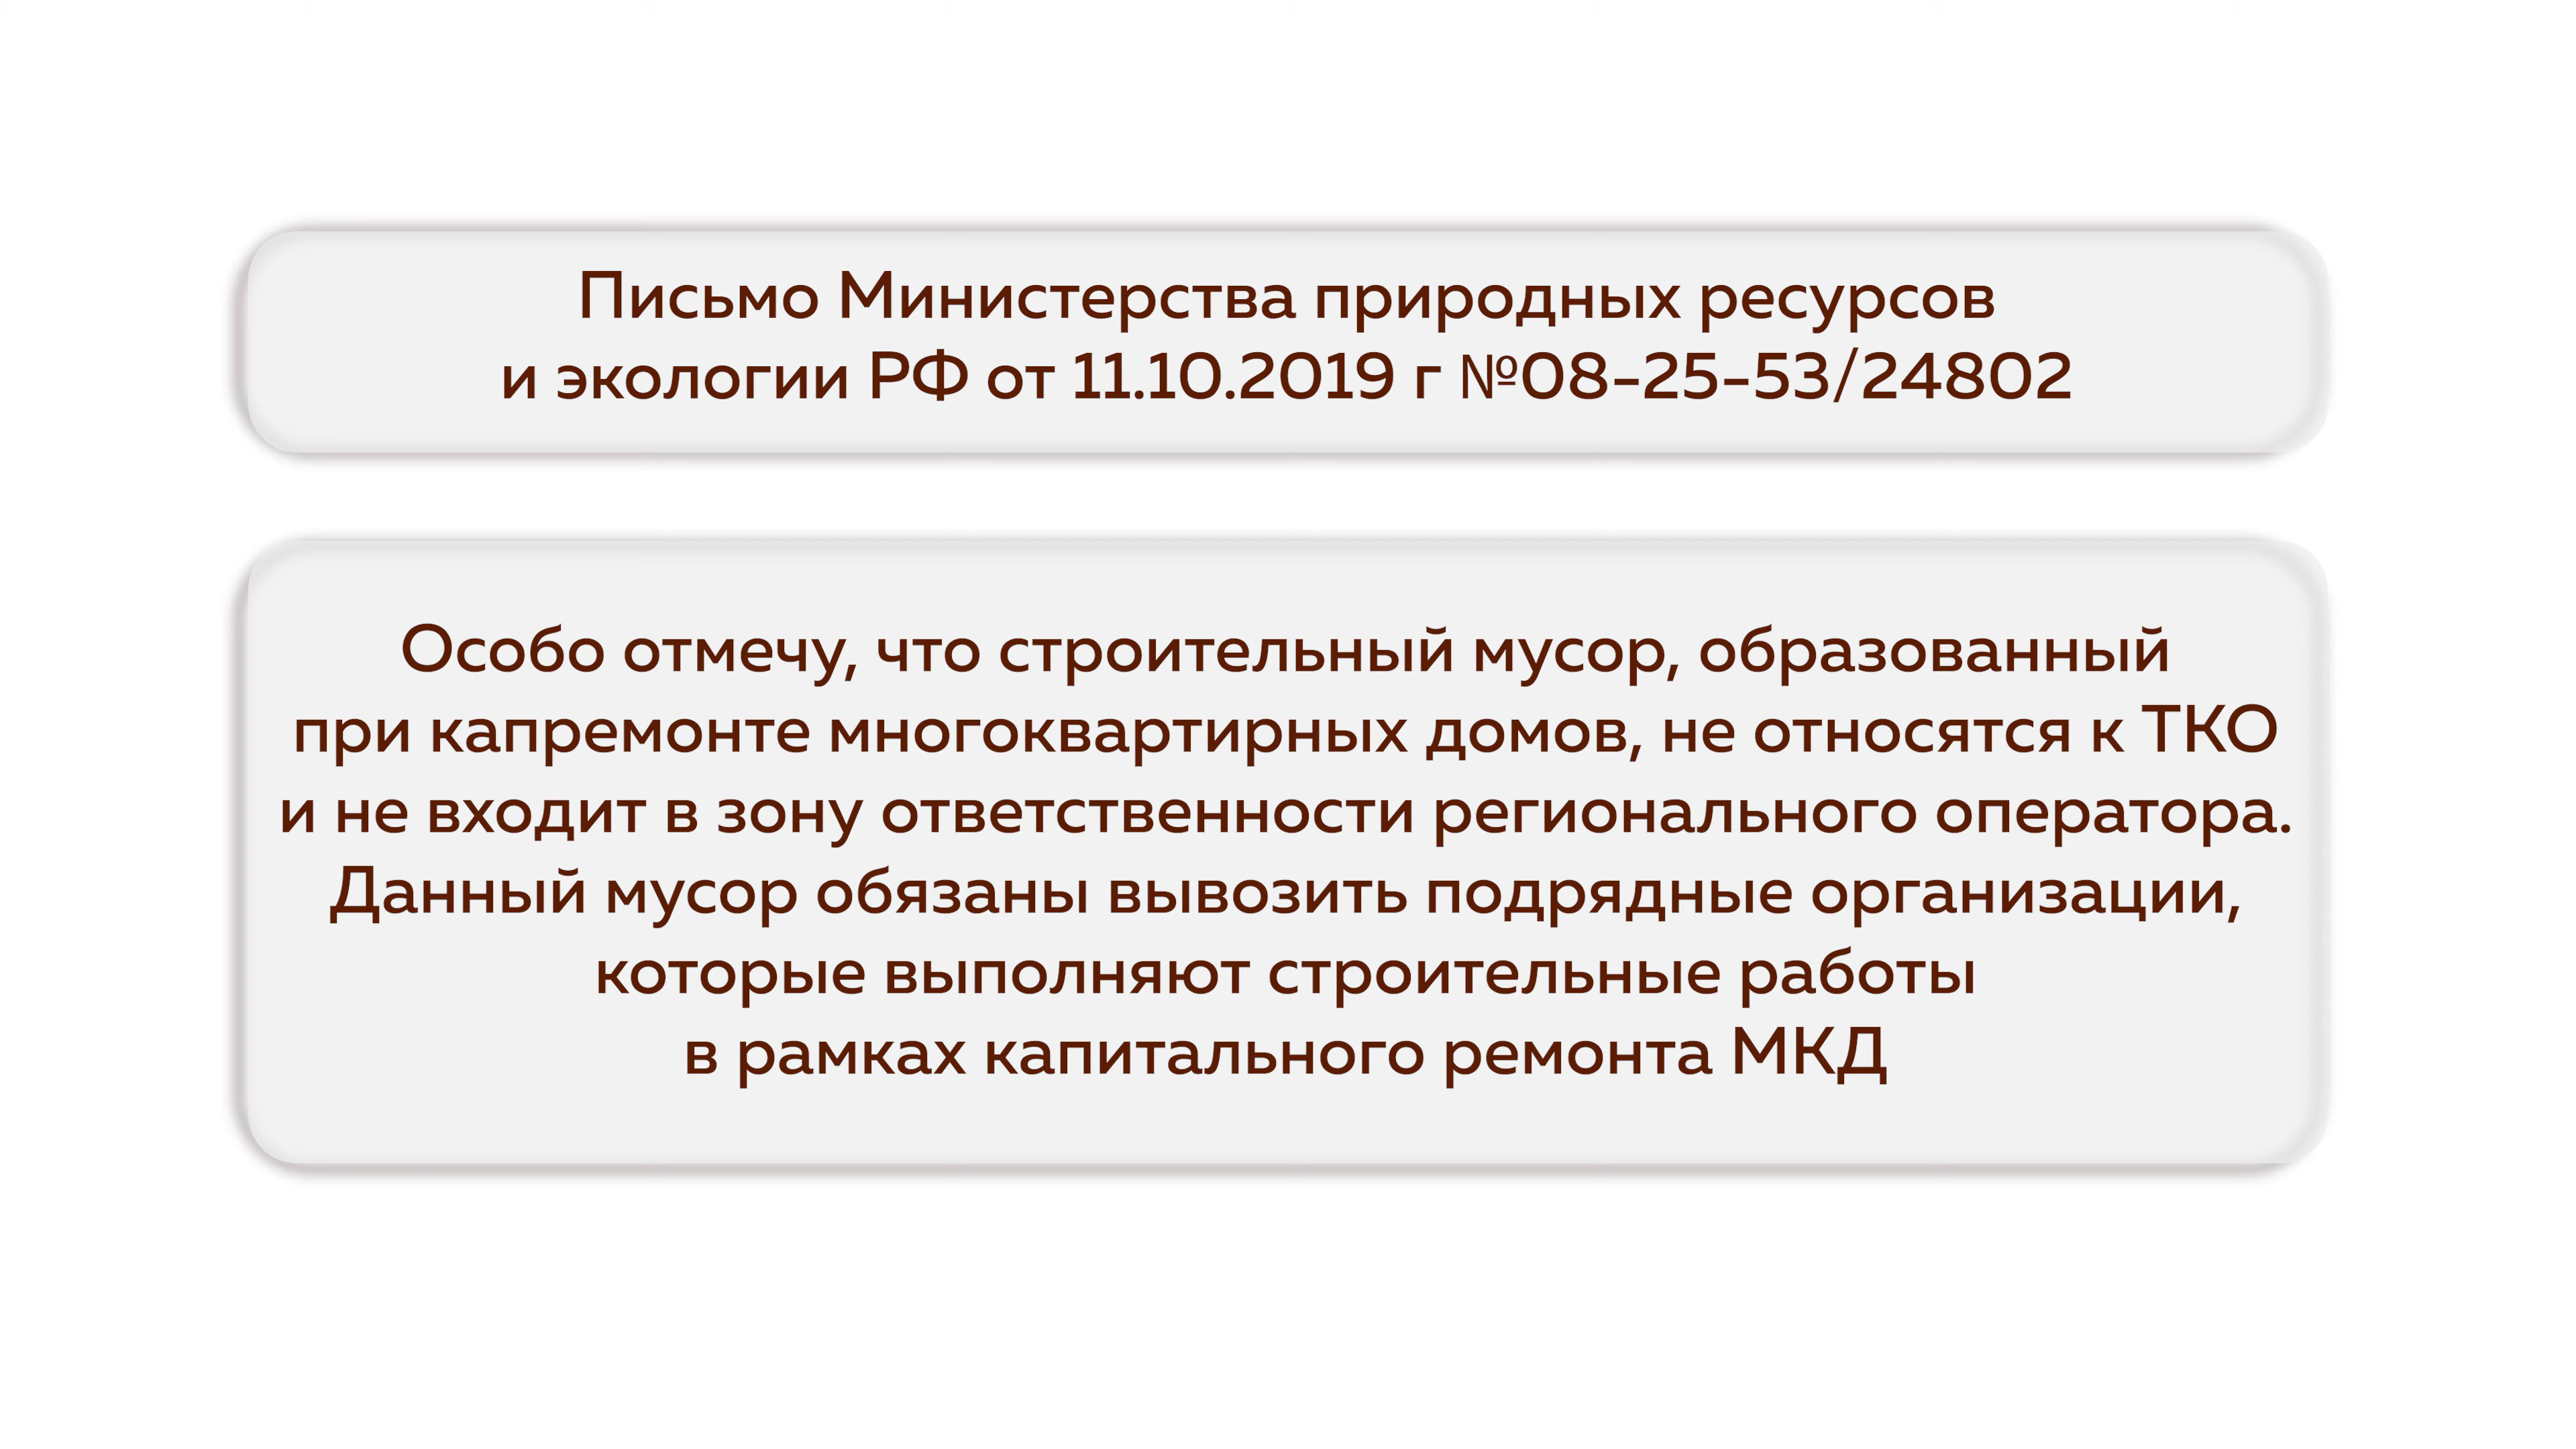 Письмо Министерства природных ресурсов
и экологии РФ от 11.10.2019 г №08-25-53/24802
Особо отмечу, что строительный мусор, образованный
при капремонте многоквартирных домов, не относятся к ТКО
и не входит в зону ответственности регионального оператора.
Данный мусор обязаны вывозить подрядные организации,
которые выполняют строительные работы
в рамках капитального ремонта МКД